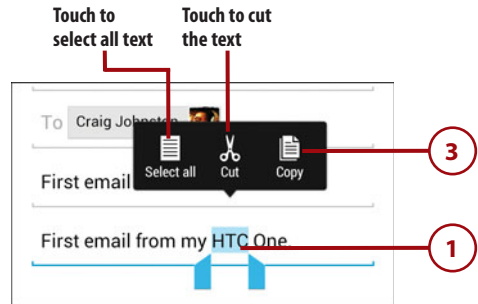 Touch to
select all text
Touch to cut
the text
To Craig Johnston
Select all Cut Copy
3
First email
First email from my HTC One.
1